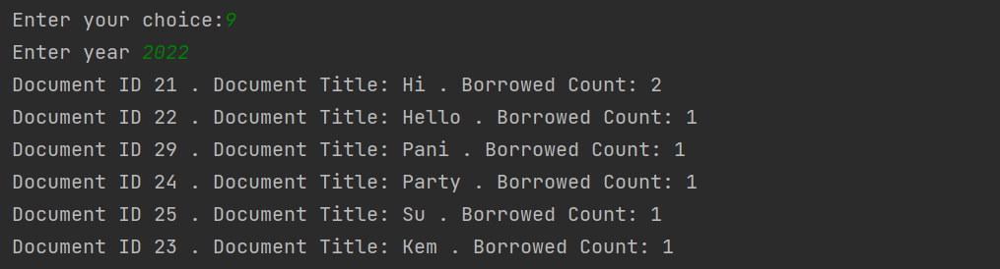 Enter your choice:9
Enter year 2022
Document ID 21 . Document Title: Hi . Borrowed Count: 2
Document ID 22 . Document Title: Hello . Borrowed Count: 1
Document ID 29 . Document Title: Pani . Borrowed Count: 1
Document ID 24 . Document Title: Party . Borrowed Count: 1
Document ID 25 . Document Title: Su . Borrowed Count: 1
Document ID 23 . Document Title: Kem . Borrowed Count: 1